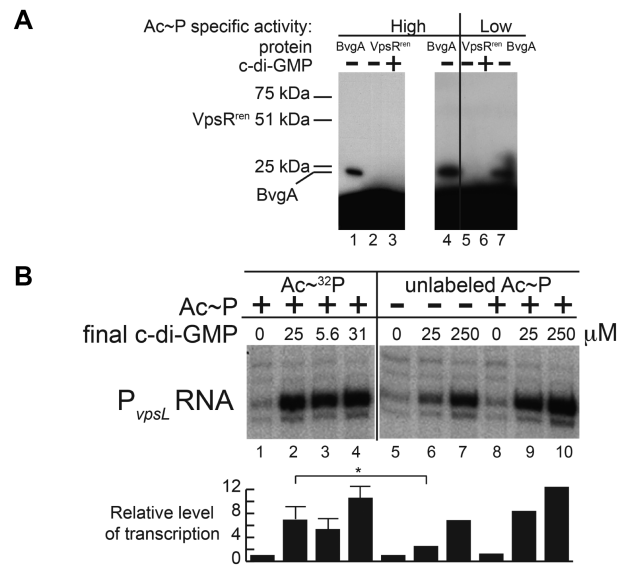 A
Ac~P specific activity: High Low
protein BvgA VpsRren BvgA VpsRren BvgA
c-di-GMP − − + − − + −
75 kDa
VpsRren 51 kDa
25 kDa
BvgA
1 2 3 4 5 6 7
B
Ac~32P unlabeled Ac~P
Ac~P + + + + − − − + + +
final c-di-GMP 0 25 5.6 31 0 25 250 0 25 250 μM
PvpsL RNA
1 2 3 4 5 6 7 8 9 10
*
12
8
Relative level
of transcription
4
0